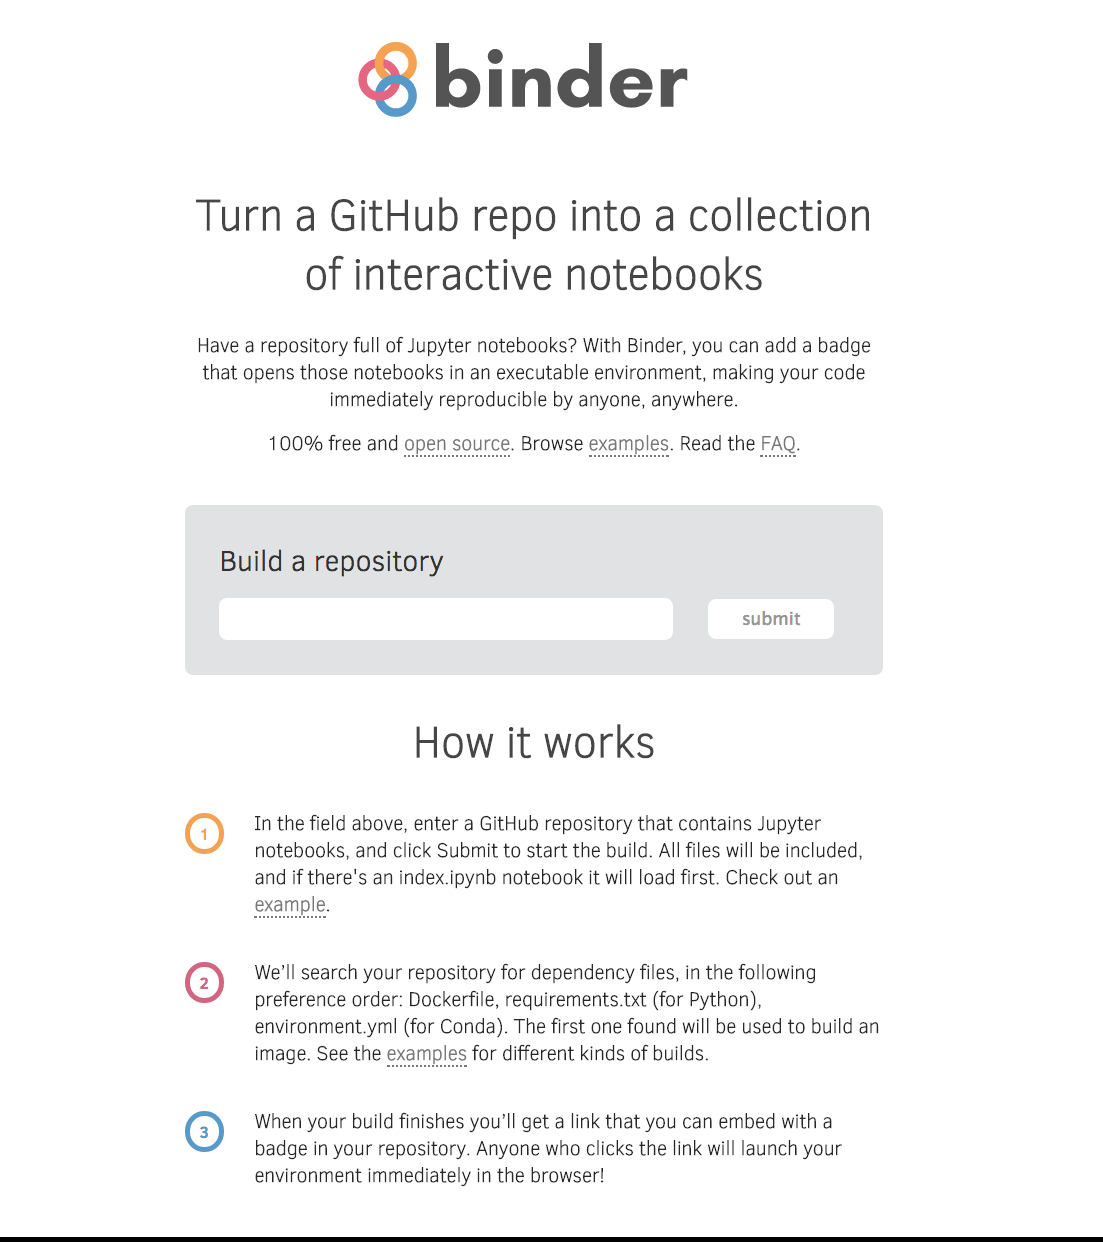 binder
Turn a GitHub repo into a collection
of interactive notebooks
Have a repository full of Jupyter notebooks? With Binder, you can add a badge
that opens those notebooks in an executable environment, making your code
immediately reproducible by anyone, anywhere.
100% free and open source. Browse examples. Read the FAQ.
Build a repository
submit
How it works
1
In the field above, enter a GitHub repository that contains Jupyter
notebooks, and click Submit to start the build. All files will be included,
and if there's an index.ipynb notebook it will load first. Check out an
example.
2
We’ll search your repository for dependency files, in the following
preference order: Dockerfile, requirements.txt (for Python),
environment.yml (for Conda). The first one found will be used to build an
image. See the examples for different kinds of builds.
3
When your build finishes you’ll get a link that you can embed with a
badge in your repository. Anyone who clicks the link will launch your
environment immediately in the browser!